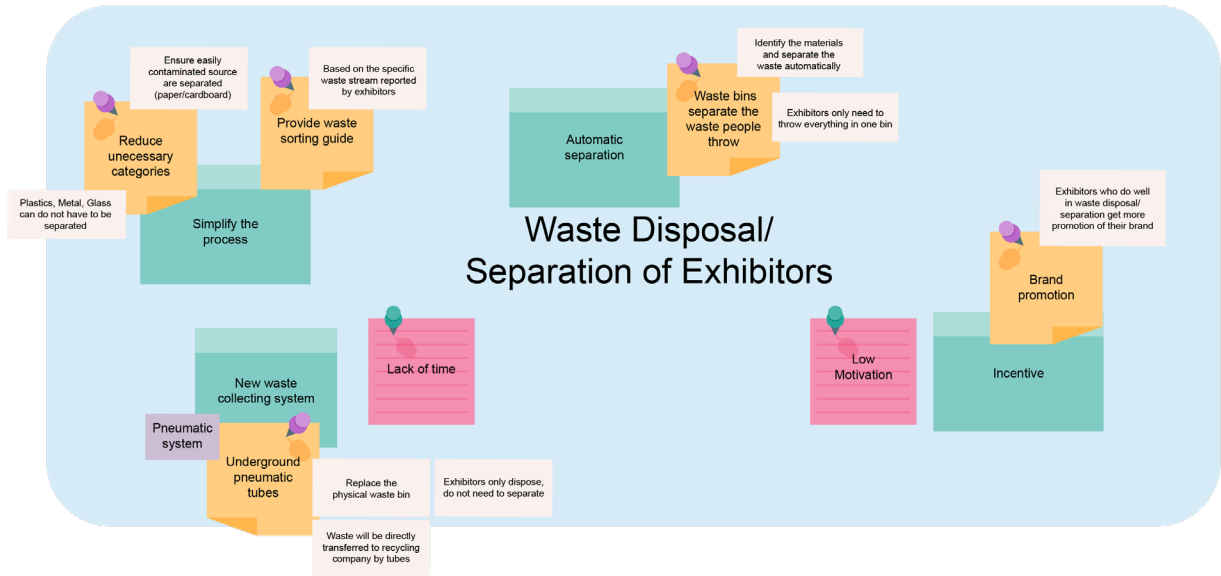 Ensure easily
contaminated source
are separated
(paper/cardboard)
Based on the specific
waste stream reported
by exhibitors
Reduce
unecessary
categories
Provide waste
sorting guide
Plastics, Metal, Glass
can do not have to be
separated
Simplify the
process
Identify the materials
and separate the
waste automatically
Waste bins
separate the
waste people
throw
Exhibitors only need to
throw everything in one bin
Automatic
separation
Waste Disposal/
Separation of Exhibitors
Exhibitors who do well
in waste disposal/
separation get more
promotion of their brand
Brand
promotion
Incentive
Low
Motivation
Lack of time
New waste
collecting system
Pneumatic
system
Underground
pneumatic
tubes
Replace the
physical waste bin
Exhibitors only dispose,
do not need to separate
Waste will be directly
transferred to recycling
company by tubes